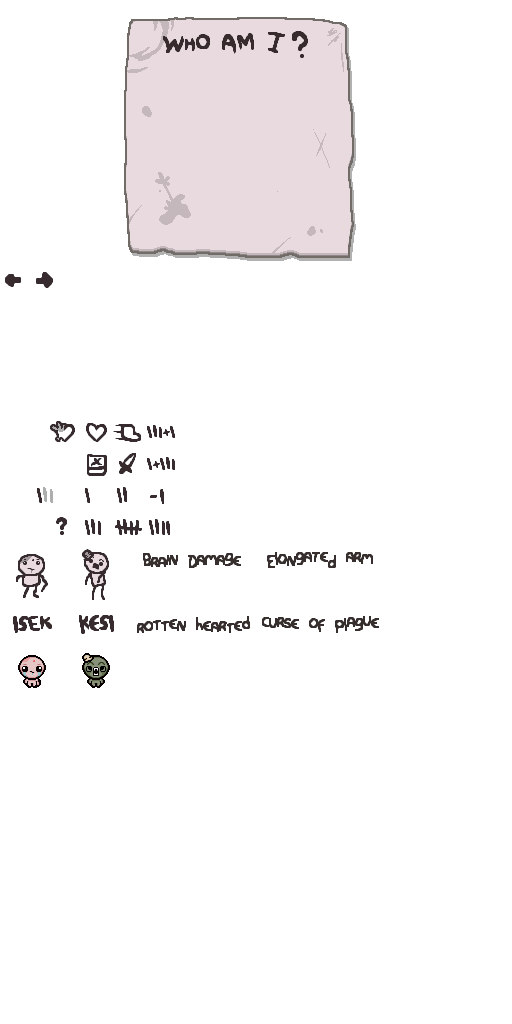 WHO AM I?
?
BRAIN DAMAGE ElONGATEd ARM
ISEK KESI ROTTEN hEARTEd CURSE OF PlAGUE